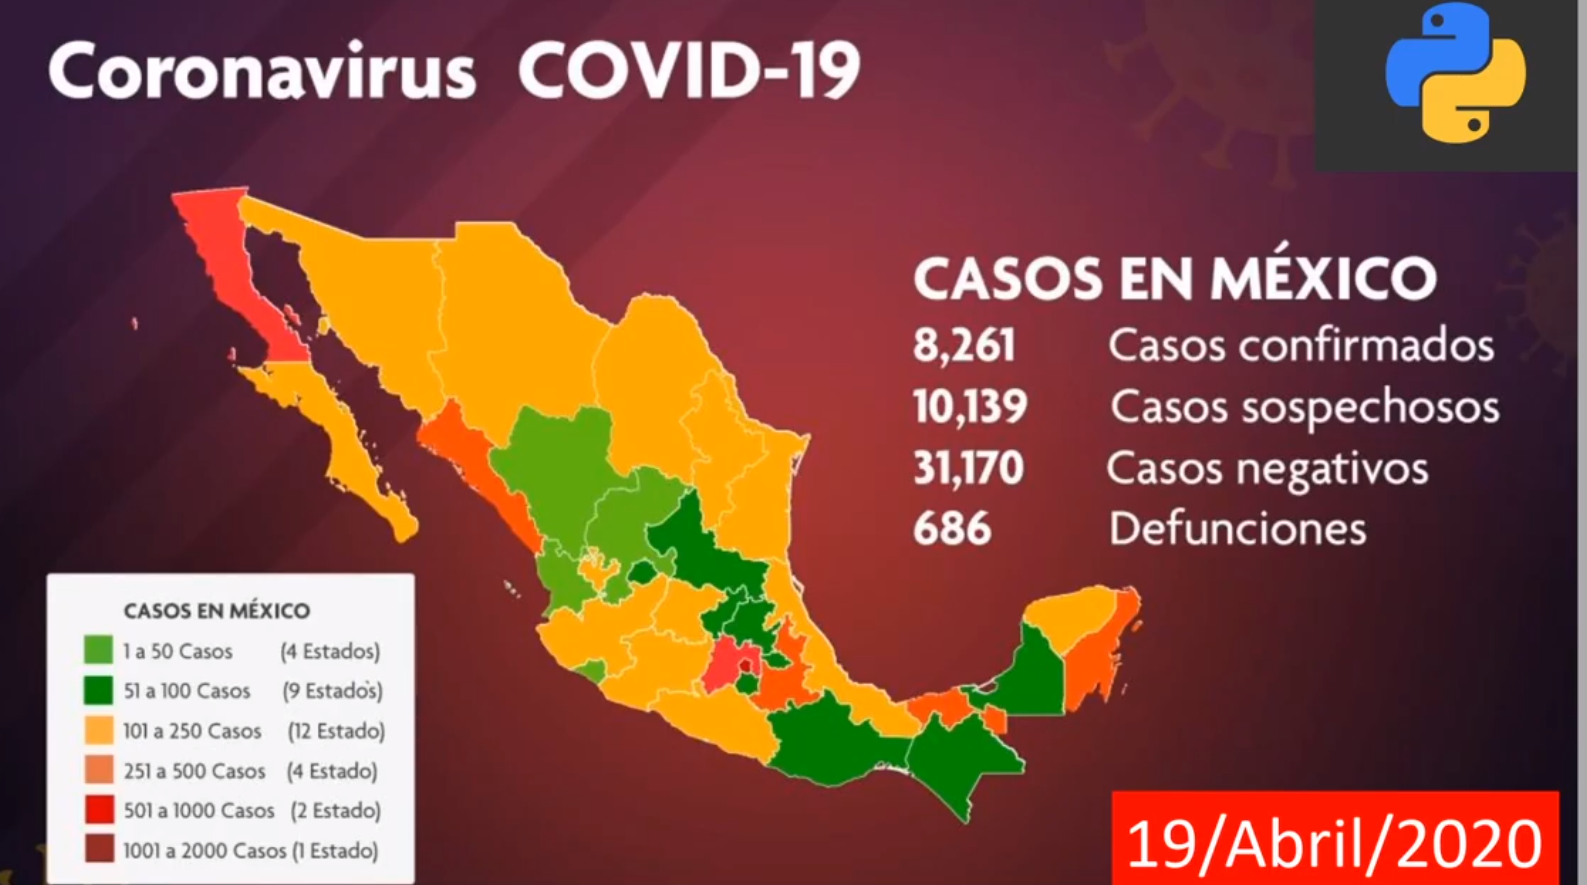 Coronavirus COVID-19
CASOS EN MÉXICO
8,261 Casos confirmados
10,139 Casos sospechosos
31,170 Casos negativos
686 Defunciones
CASOS EN MÉXICO
1 a 50 Casos (4 Estados)
51 a 100 Casos (9 Estados)
101 a 250 Casos (12 Estado)
251 a 500 Casos (4 Estado)
501 a 1000 Casos (2 Estado)
1001 a 2000 Casos (1 Estado)
19/Abril/2020